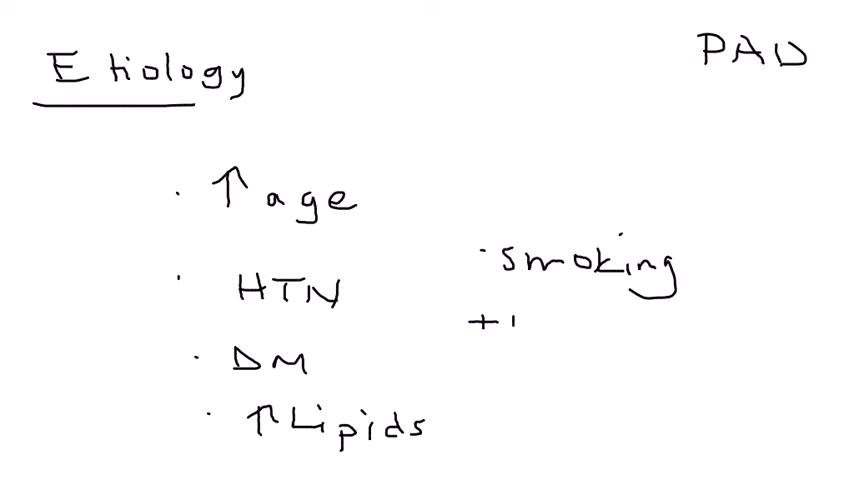 Etiology
PAD
· ↑ age
· HTN
· DM
· ↑ Lipids
· smoking
+